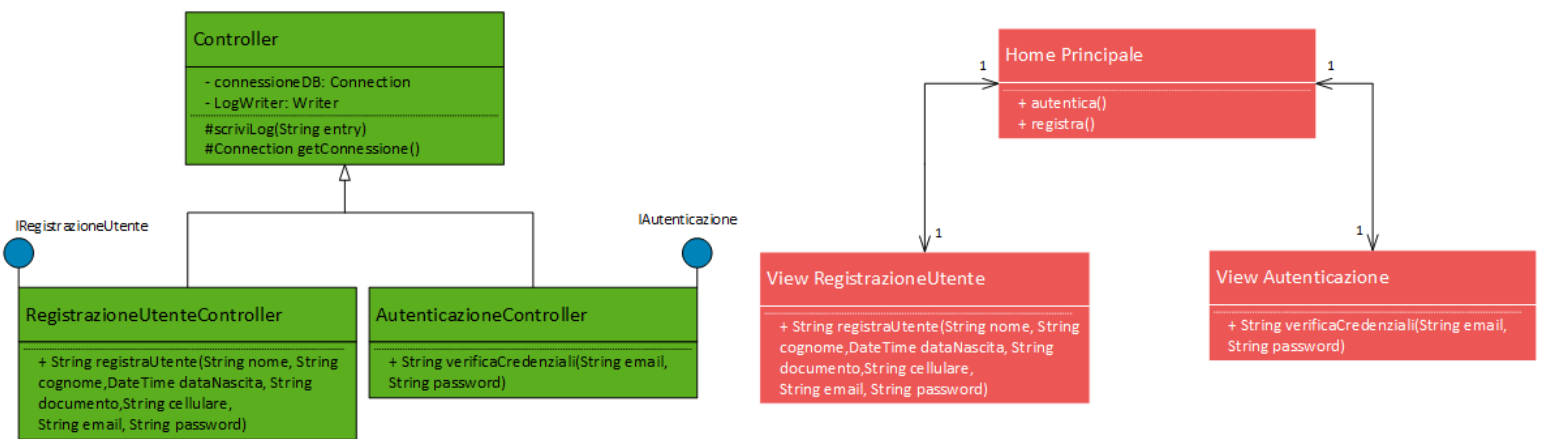 Controller
- connessioneDB: Connection
- LogWriter: Writer
#scriviLog(String entry)
#Connection getConnessione()
IRegistrazioneUtente
IAutenticazione
RegistrazioneUtenteController
+ String registraUtente(String nome, String
cognome,DateTime dataNascita, String
documento,String cellulare,
String email, String password)
AutenticazioneController
+ String verificaCredenziali(String email,
String password)
Home Principale
+ autentica()
+ registra()
1
1
1
1
View RegistrazioneUtente
+ String registraUtente(String nome, String
cognome,DateTime dataNascita, String
documento,String cellulare,
String email, String password)
View Autenticazione
+ String verificaCredenziali(String email,
String password)